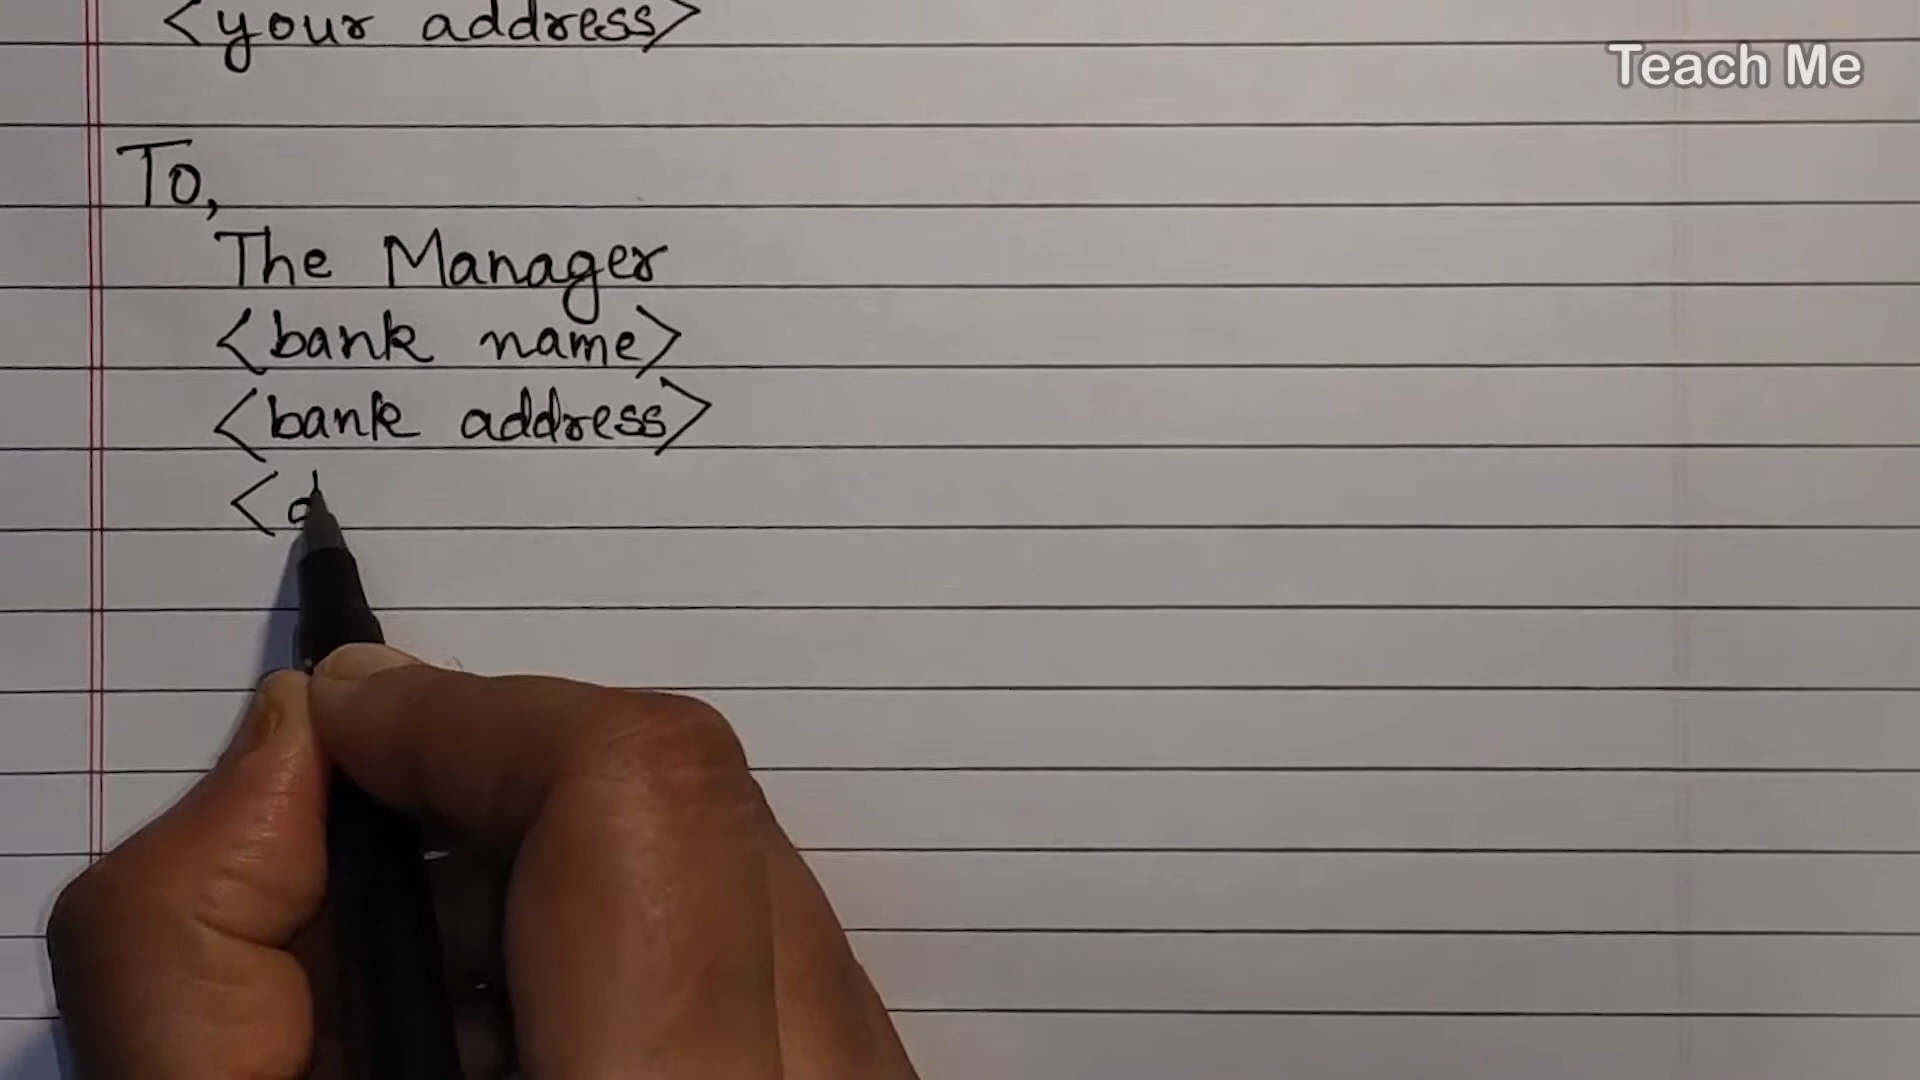 <your address>
Teach Me
To,
The Manager
<bank name>
<bank address>
<d